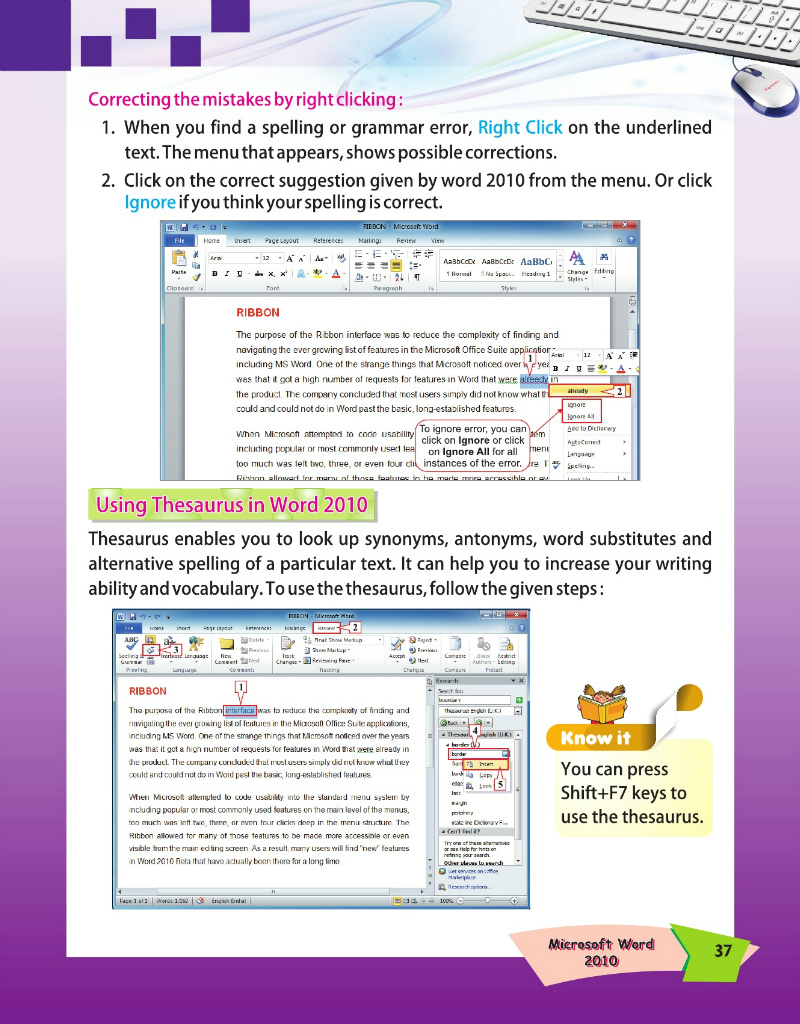 Correcting the mistakes by right clicking :
1. When you find a spelling or grammar error, Right Click on the underlined
text. The menu that appears, shows possible corrections.
2. Click on the correct suggestion given by word 2010 from the menu. Or click
Ignore if you think your spelling is correct.
RIBBON - Microsoft Word
File Home Insert Page Layout References Mailings Review View
Arial 12
Paste
AaBbCcDc AaBbCcDc AaBbC
¶ Normal ¶ No Spaci... Heading 1
Change Styles
Editing
Clipboard Font Paragraph Styles
RIBBON
The purpose of the Ribbon interface was to reduce the complexity of finding and
navigating the ever growing list of features in the Microsoft Office Suite application
including MS Word. One of the strange things that Microsoft noticed over
was that it got a high number of requests for features in Word that were alreedy in
the product. The company concluded that most users simply did not know what th
could and could not do in Word past the basic, long-established features.
1
Arial 12
already
2
Ignore
Ignore All
Add to Dictionary
AutoCorrect
Language
Spelling...
To ignore error, you can
click on Ignore or click
on Ignore All for all
instances of the error.
When Microsoft attempted to code usability
including popular or most commonly used fea
too much was left two, three, or even four clic
Ribbon allowed for many of those features to be made more accessible or ev
Using Thesaurus in Word 2010
Thesaurus enables you to look up synonyms, antonyms, word substitutes and
alternative spelling of a particular text. It can help you to increase your writing
ability and vocabulary. To use the thesaurus, follow the given steps :
RIBBON - Microsoft Word
File Home Insert Page Layout References Mailings Review
2
Spelling & Grammar
3
Translate Language
New Comment
Delete
Previous
Next
Track Changes
Final: Show Markup
Show Markup
Reviewing Pane
Accept
Reject
Previous
Next
Compare
Block Authors
Restrict Editing
Proofing Language Comments Tracking Changes Compare Protect
RIBBON
1
The purpose of the Ribbon interface was to reduce the complexity of finding and
navigating the ever growing list of features in the Microsoft Office Suite applications,
including MS Word. One of the strange things that Microsoft noticed over the years
was that it got a high number of requests for features in Word that were already in
the product. The company concluded that most users simply did not know what they
could and could not do in Word past the basic, long-established features.
When Microsoft attempted to code usability into the standard menu system by
including popular or most commonly used features on the main level of the menus,
too much was left two, three, or even four clicks deep in the menu structure. The
Ribbon allowed for many of those features to be made more accessible or even
visible from the main editing screen. As a result, many users will find "new" features
in Word 2010 Beta that have actually been there for a long time
Research
Search for:
boundary
Thesaurus: English (U.K.)
Back
4
border
Insert
Copy
Look
5
margin
periphery
state line (Dictionary F...
Can't find it?
Try one of these alternatives
or see Help for hints on
refining your search.
Other places to search
Get services on Office
Marketplace
Research options...
Page: 1 of 1 Words: 1/169 English (India) 100%
Know it
You can press
Shift+F7 keys to
use the thesaurus.
Microsoft Word
2010
37